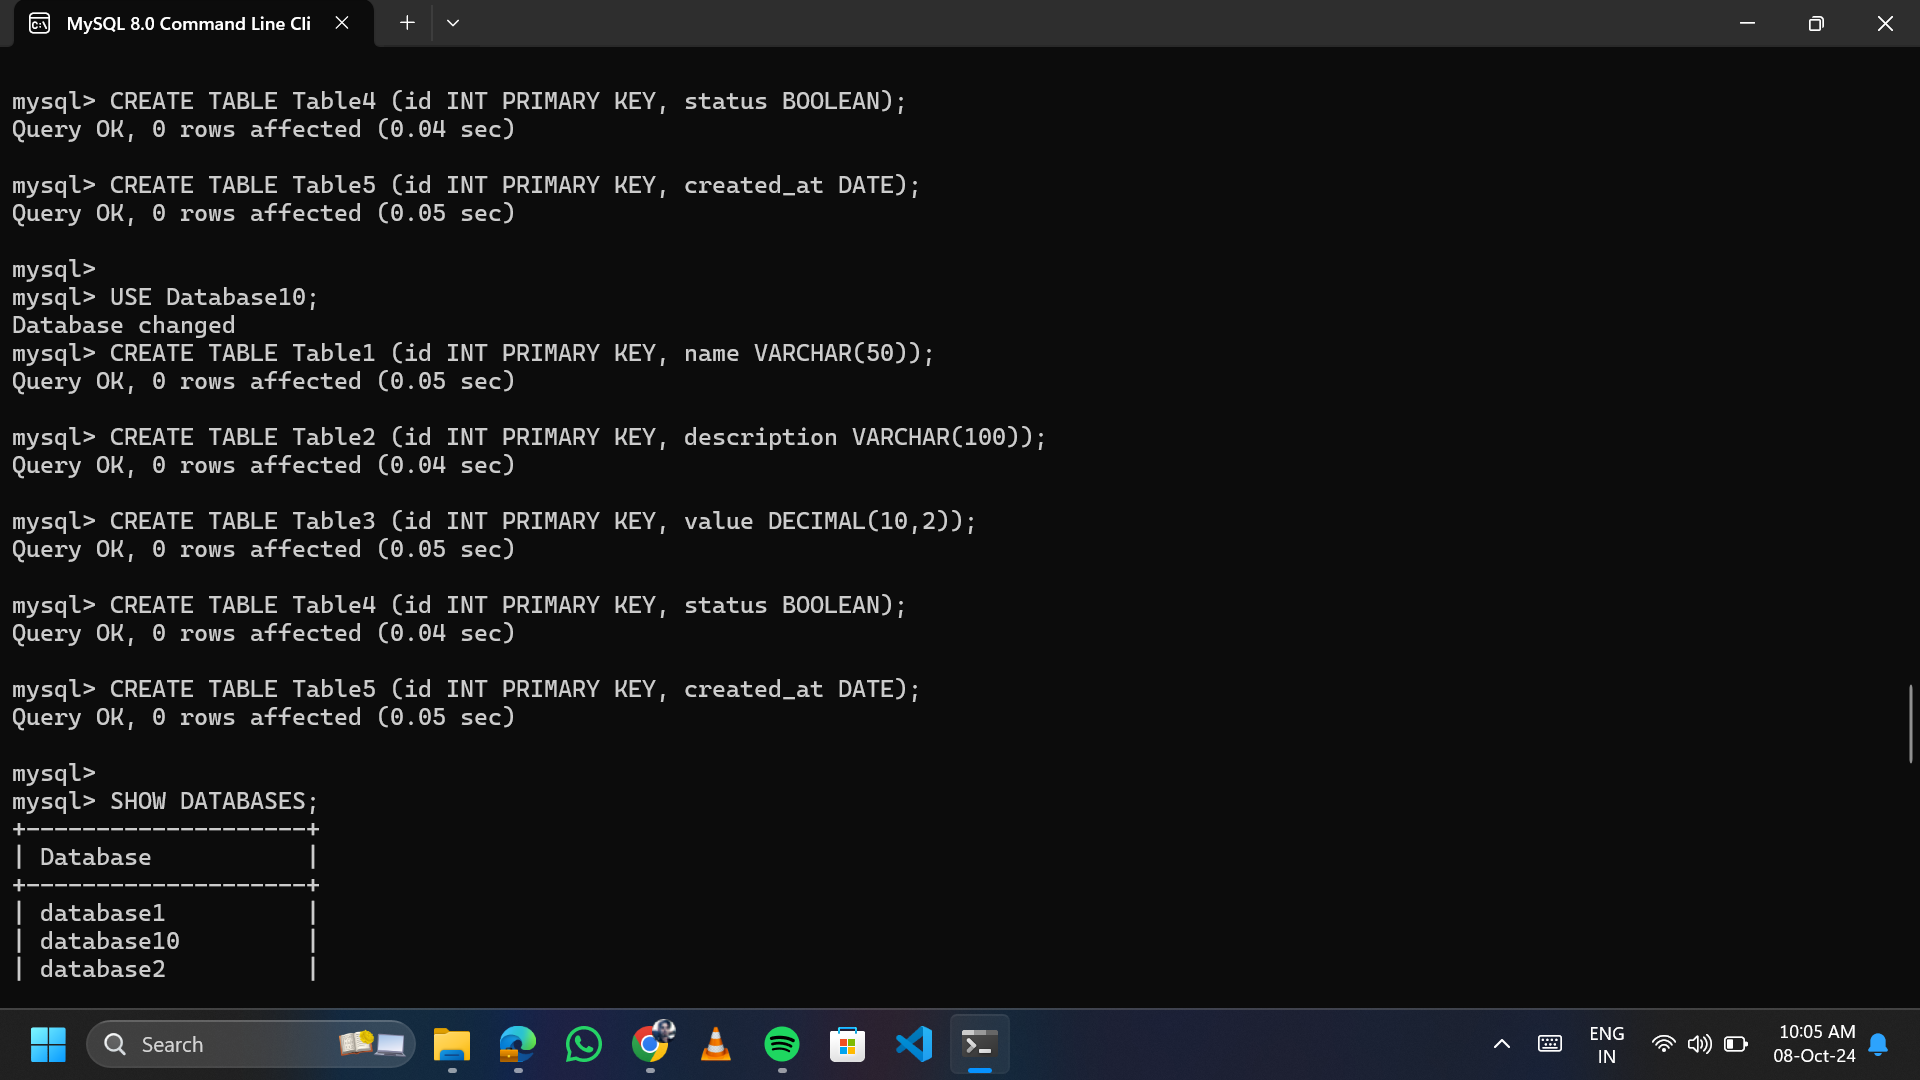 MySQL 8.0 Command Line Cli
mysql> CREATE TABLE Table4 (id INT PRIMARY KEY, status BOOLEAN);
Query OK, 0 rows affected (0.04 sec)
mysql> CREATE TABLE Table5 (id INT PRIMARY KEY, created_at DATE);
Query OK, 0 rows affected (0.05 sec)
mysql>
mysql> USE Database10;
Database changed
mysql> CREATE TABLE Table1 (id INT PRIMARY KEY, name VARCHAR(50));
Query OK, 0 rows affected (0.05 sec)
mysql> CREATE TABLE Table2 (id INT PRIMARY KEY, description VARCHAR(100));
Query OK, 0 rows affected (0.04 sec)
mysql> CREATE TABLE Table3 (id INT PRIMARY KEY, value DECIMAL(10,2));
Query OK, 0 rows affected (0.05 sec)
mysql> CREATE TABLE Table4 (id INT PRIMARY KEY, status BOOLEAN);
Query OK, 0 rows affected (0.04 sec)
mysql> CREATE TABLE Table5 (id INT PRIMARY KEY, created_at DATE);
Query OK, 0 rows affected (0.05 sec)
mysql>
mysql> SHOW DATABASES;
+--------------------+
| Database           |
+--------------------+
| database1          |
| database10         |
| database2          |
Search
ENG
IN
10:05 AM
08-Oct-24